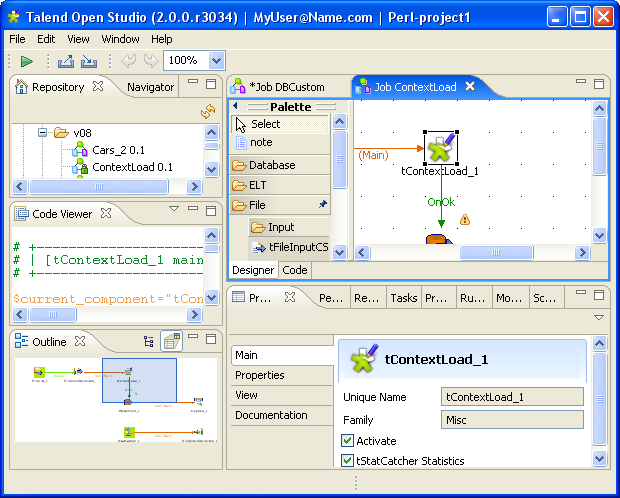 Talend Open Studio (2.0.0.r3034) | MyUser@Name.com | Perl-project1
File Edit View Window Help
100%
Repository
Navigator
v08
Cars_2 0.1
ContextLoad 0.1
*Job DBCustom
Job ContextLoad
Palette
Select
note
Database
ELT
File
Input
tFileInputCS
(Main)
tContextLoad_1
OnOk
Designer
Code
Code Viewer
# +--------------------
# | [tContextLoad_1 main
# +--------------------
$current_component="tCon
Outline
Pr...
Pe...
Re...
Tasks
Pr...
Ru...
Mo...
Sc...
Main
Properties
View
Documentation
tContextLoad_1
Unique Name
tContextLoad_1
Family
Misc
Activate
tStatCatcher Statistics